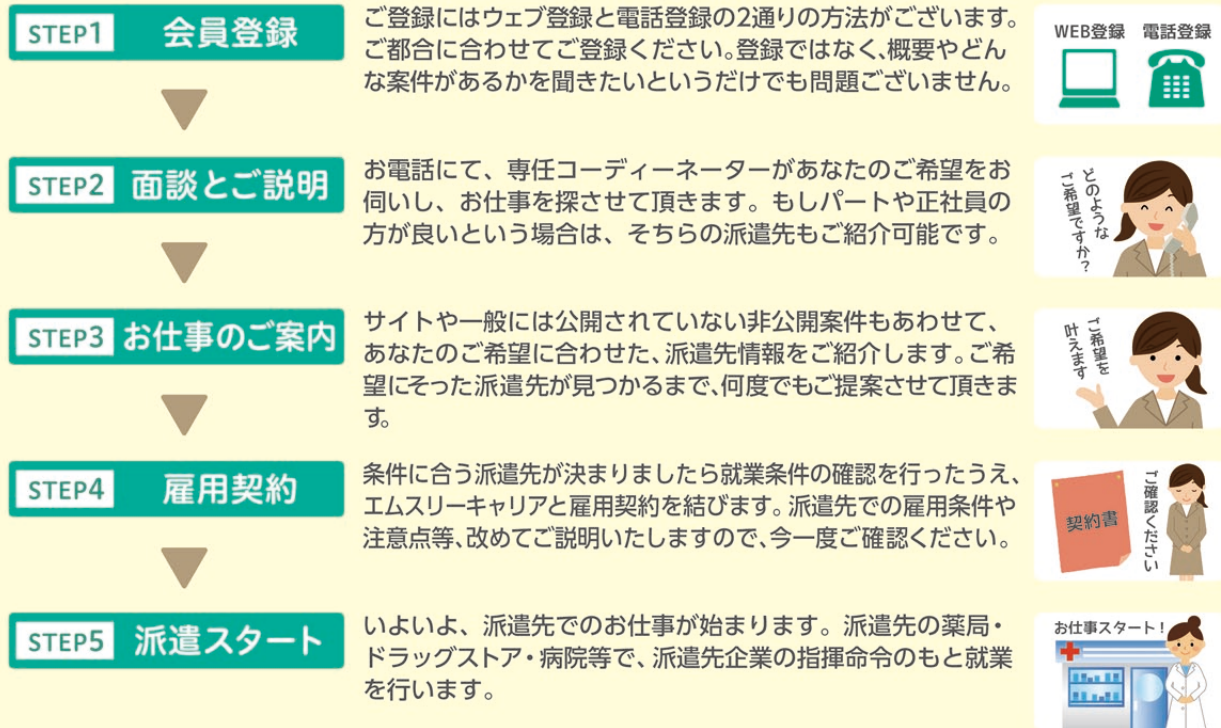 STEP1 会員登録
ご登録にはウェブ登録と電話登録の2通りの方法がございます。
ご都合に合わせてご登録ください。登録ではなく、概要やどん
な案件があるかを聞きたいというだけでも問題ございません。
WEB登録 電話登録
STEP2 面談とご説明
お電話にて、専任コーディーネーターがあなたのご希望をお
伺いし、お仕事を探させて頂きます。もしパートや正社員の
方が良いという場合は、そちらの派遣先もご紹介可能です。
どのような
ご希望ですか?
STEP3 お仕事のご案内
サイトや一般には公開されていない非公開案件もあわせて、
あなたのご希望に合わせた、派遣先情報をご紹介します。ご希
望にそった派遣先が見つかるまで、何度でもご提案させて頂きま
す。
ご希望を
叶えます
STEP4 雇用契約
条件に合う派遣先が決まりましたら就業条件の確認を行ったうえ、
エムスリーキャリアと雇用契約を結びます。派遣先での雇用条件や
注意点等、改めてご説明いたしますので、今一度ご確認ください。
契約書
ご確認ください
STEP5 派遣スタート
いよいよ、派遣先でのお仕事が始まります。派遣先の薬局・
ドラッグストア・病院等で、派遣先企業の指揮命令のもと就業
を行います。
お仕事スタート!